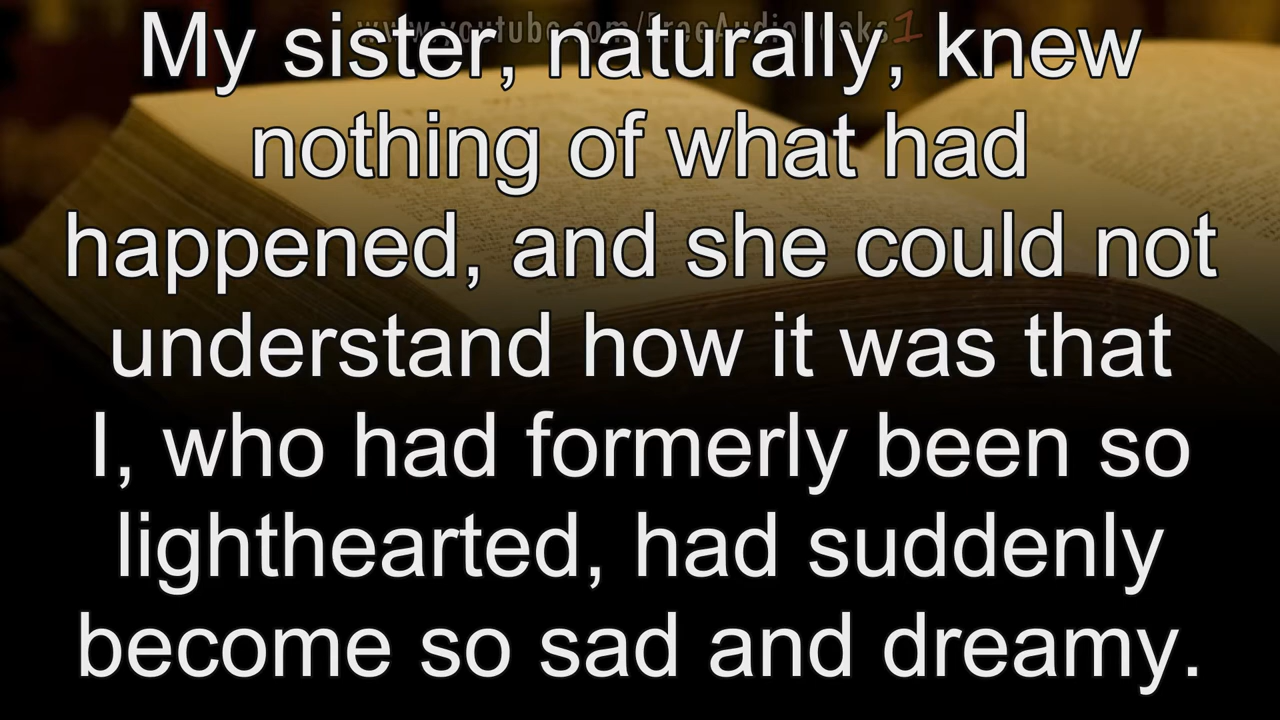 www.youtube.com/FreeAudioBooks1
My sister, naturally, knew
nothing of what had
happened, and she could not
understand how it was that
I, who had formerly been so
lighthearted, had suddenly
become so sad and dreamy.